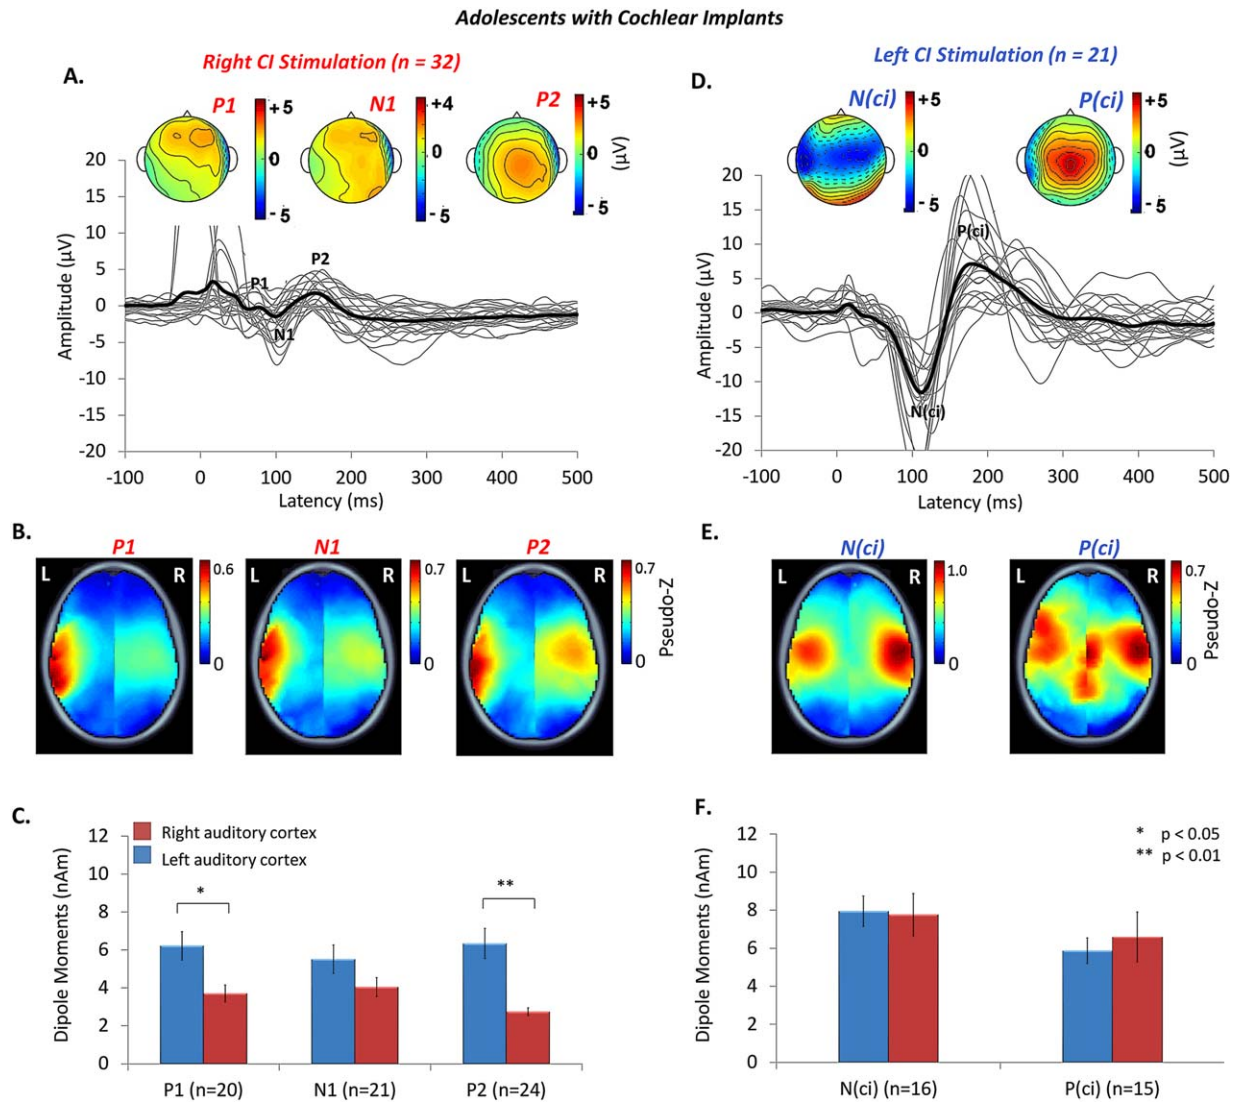 Adolescents with Cochlear Implants
Right CI Stimulation (n = 32)
A.
P1
+5
0
- 5
N1
+4
0
- 5
P2
+5
0
- 5
(µV)
20
15
10
5
0
-5
-10
-15
-20
Amplitude (µV)
P1
N1
P2
-100 0 100 200 300 400 500
Latency (ms)
Left CI Stimulation (n = 21)
D.
N(ci)
+5
0
- 5
P(ci)
+5
0
- 5
(µV)
20
15
10
5
0
-5
-10
-15
-20
Amplitude (µV)
P(ci)
N(ci)
-100 0 100 200 300 400 500
Latency (ms)
B.
P1
L R
0.6
0
N1
L R
0.7
0
P2
L R
0.7
0
Pseudo-Z
E.
N(ci)
L R
1.0
0
P(ci)
L R
0.7
0
Pseudo-Z
C.
Right auditory cortex
Left auditory cortex
12
10
8
6
4
2
0
Dipole Moments (nAm)
*
**
P1 (n=20) N1 (n=21) P2 (n=24)
F.
* p < 0.05
** p < 0.01
12
10
8
6
4
2
0
Dipole Moments (nAm)
N(ci) (n=16) P(ci) (n=15)